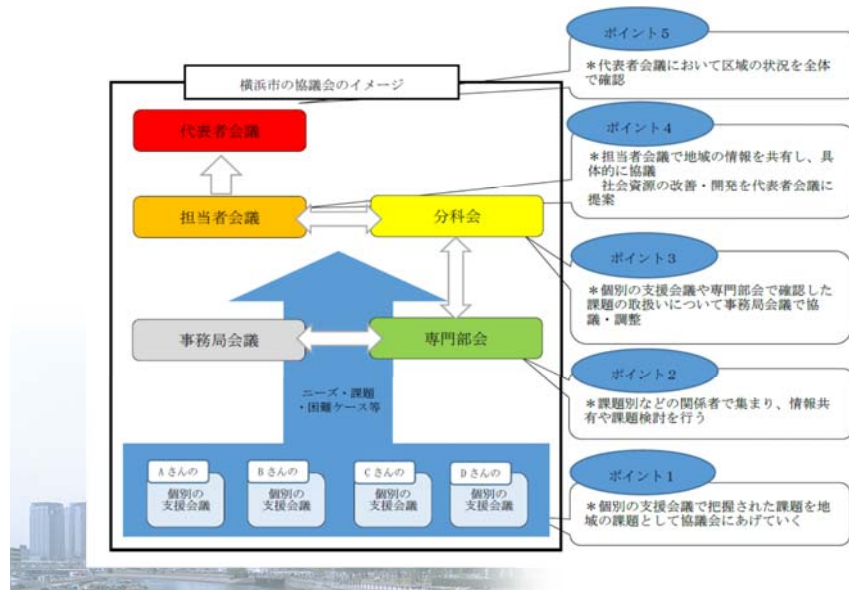 横浜市の協議会のイメージ
代表者会議
担当者会議
分科会
事務局会議
専門部会
ニーズ・課題
・困難ケース等
Aさんの
個別の
支援会議
Bさんの
個別の
支援会議
Cさんの
個別の
支援会議
Dさんの
個別の
支援会議
ポイント5
*代表者会議において区域の状況を全体
で確認
ポイント4
*担当者会議で地域の情報を共有し、具
体的に協議
社会資源の改善・開発を代表者会議に
提案
ポイント3
*個別の支援会議や専門部会で確認した
課題の取扱いについて事務局会議で協
議・調整
ポイント2
*課題別などの関係者で集まり、情報共
有や課題検討を行う
ポイント1
*個別の支援会議で把握された課題を地
域の課題として協議会にあげていく